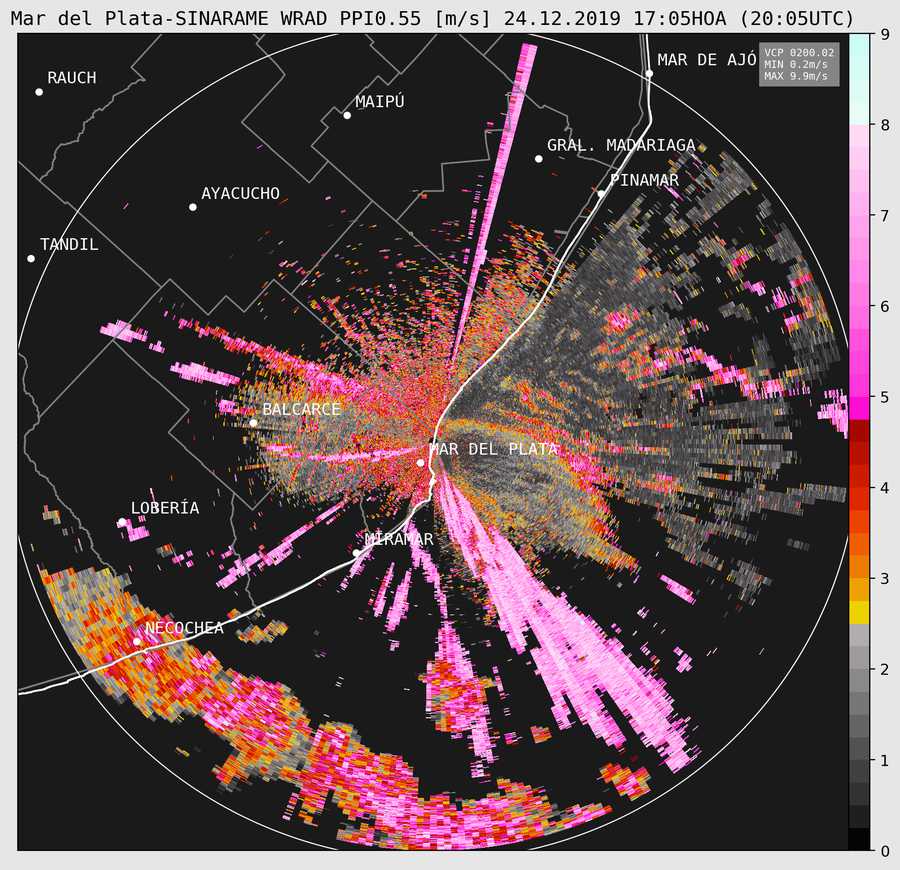 Mar del Plata-SINARAME WRAD PPI0.55 [m/s] 24.12.2019 17:05HOA (20:05UTC)
9
VCP 0200.02
MIN 0.2m/s
MAX 9.9m/s
MAR DE AJÓ
RAUCH
MAIPÚ
8
GRAL. MADARIAGA
PINAMAR
AYACUCHO
7
TANDIL
6
5
BALCARCE
MAR DEL PLATA
4
LOBERÍA
MIRAMAR
3
NECOCHEA
2
1
0